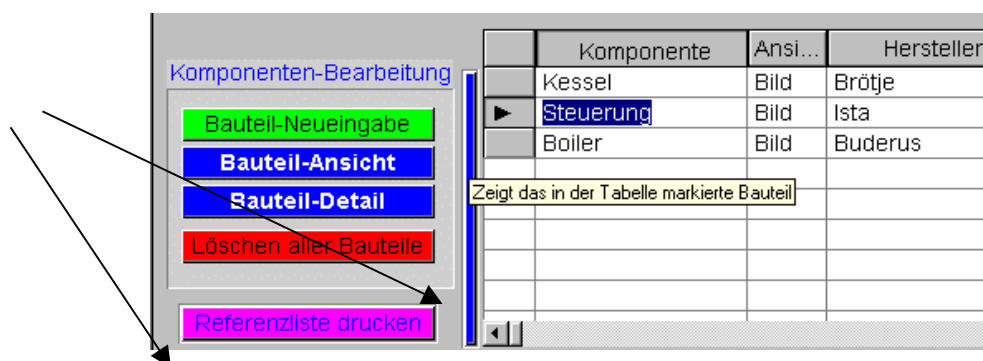 Komponenten-Bearbeitung
Bauteil-Neueingabe
Bauteil-Ansicht
Bauteil-Detail
Löschen aller Bauteile
Referenzliste drucken
Komponente Ansi... Hersteller
Kessel Bild Brötje
Steuerung Bild Ista
Boiler Bild Buderus
Zeigt das in der Tabelle markierte Bauteil